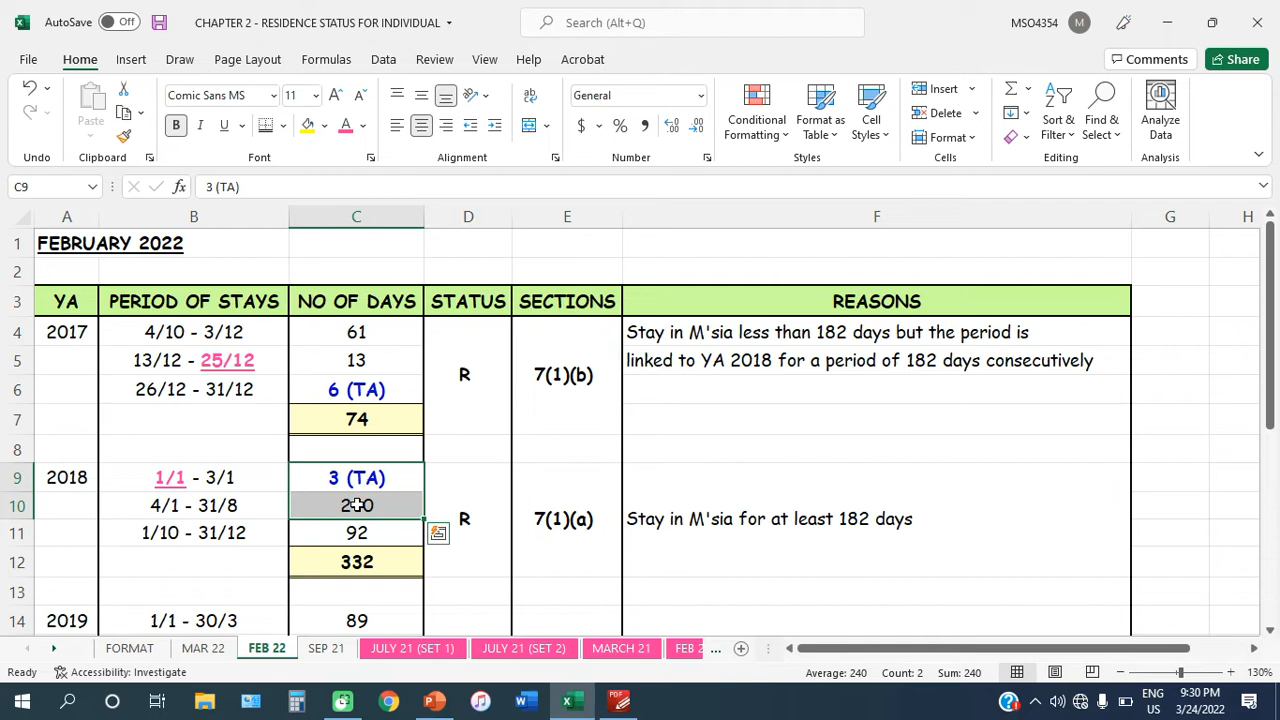 AutoSave Off CHAPTER 2 - RESIDENCE STATUS FOR INDIVIDUAL Search (Alt+Q) MSO4354 M
File Home Insert Draw Page Layout Formulas Data Review View Help Acrobat Comments Share
Comic Sans MS 11 General Insert
Paste Conditional Format as Cell Delete Sort & Find & Analyze
Formatting Table Styles Format Filter Select Data
Undo Clipboard Font Alignment Number Styles Cells Editing Analysis
C9 fx 3 (TA)
A B C D E F G H
1 FEBRUARY 2022
2
3 YA PERIOD OF STAYS NO OF DAYS STATUS SECTIONS REASONS
4 2017 4/10 - 3/12 61 Stay in M'sia less than 182 days but the period is
5 13/12 - 25/12 13 linked to YA 2018 for a period of 182 days consecutively
R 7(1)(b)
6 26/12 - 31/12 6 (TA)
7 74
8
9 2018 1/1 - 3/1 3 (TA)
10 4/1 - 31/8
R 7(1)(a) Stay in M'sia for at least 182 days
11 1/10 - 31/12 92
12 332
13
14 2019 1/1 - 30/3 89
FORMAT MAR 22 FEB 22 SEP 21 JULY 21 (SET 1) JULY 21 (SET 2) MARCH 21 FEB 2 ...
Ready Accessibility: Investigate Average: 240 Count: 2 Sum: 240 130%
ENG 9:30 PM
US 3/24/2022